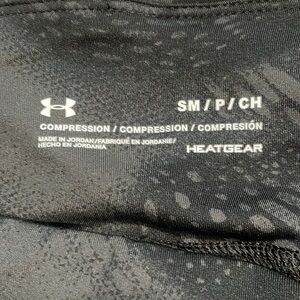 SM / P / CH
COMPRESSION / COMPRESSION / COMPRESIÓN
MADE IN JORDAN/FABRIQUÉ EN JORDANIE/
HECHO EN JORDANIA
HEATGEAR